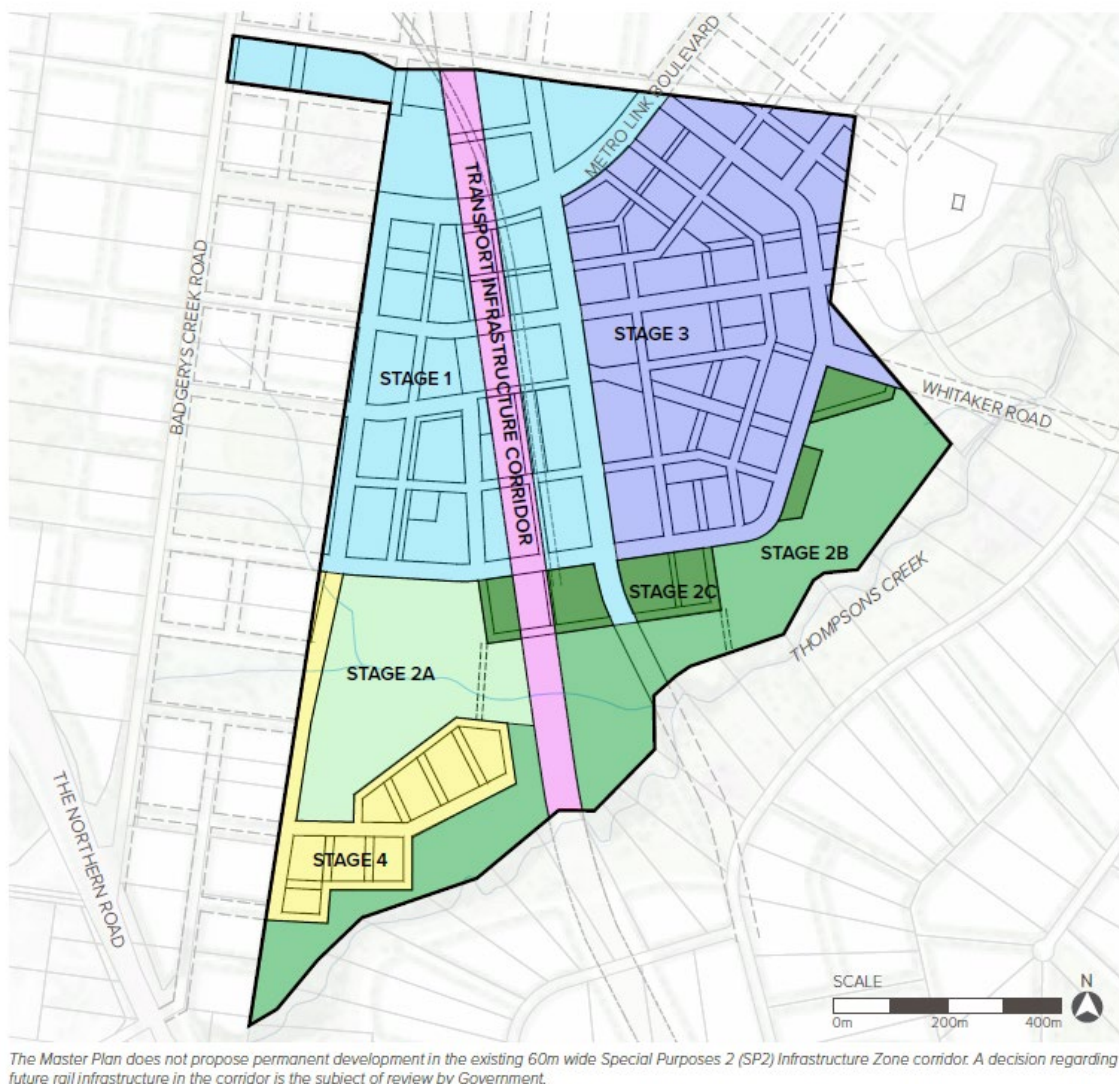 METRO LINK BOULEVARD
TRANSPORT INFRASTRUCTURE CORRIDOR
BADGERYS CREEK ROAD
STAGE 3
STAGE 1
WHITAKER ROAD
STAGE 2B
STAGE 2C
THOMPSONS CREEK
STAGE 2A
THE NORTHERN ROAD
STAGE 4
SCALE
N
0m 200m 400m
The Master Plan does not propose permanent development in the existing 60m wide Special Purposes 2 (SP2) Infrastructure Zone corridor. A decision regarding
future rail infrastructure in the corridor is the subject of review by Government.